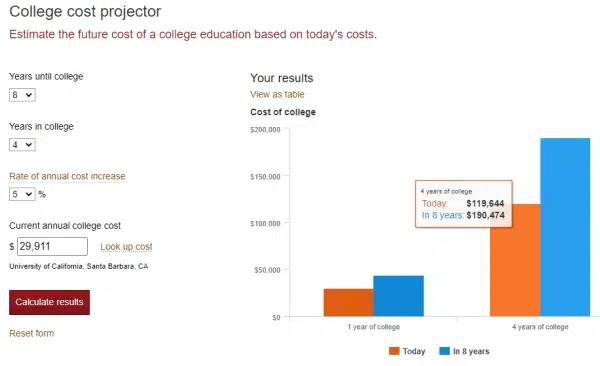 College cost projector
Estimate the future cost of a college education based on today's costs.
Years until college
8
Years in college
4
Rate of annual cost increase
5 %
Current annual college cost
$ 29,911 Look up cost
University of California, Santa Barbara, CA
Calculate results
Reset form
Your results
View as table
Cost of college
$200,000
$150,000
$100,000
$50,000
$0
4 years of college
Today: $119,644
In 8 years: $190,474
1 year of college
4 years of college
Today
In 8 years